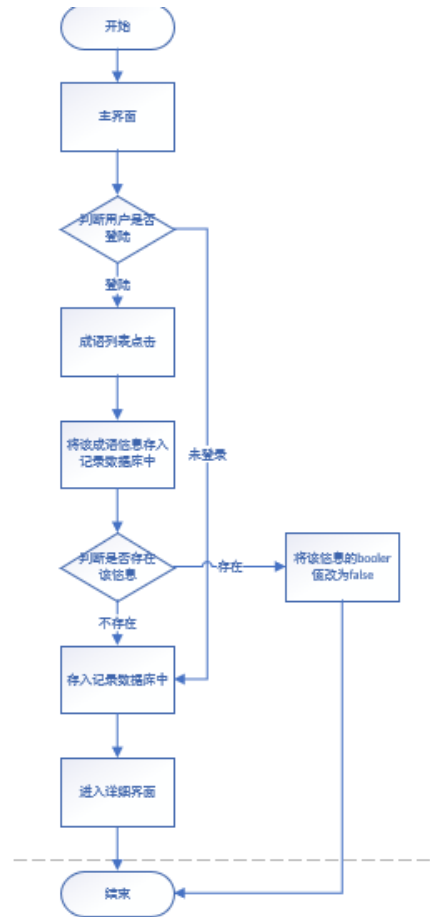 开始
主界面
判断用户是否
登陆
登陆
成语列表点击
将该成语信息存入
记录数据库中
未登录
判断是否存在
该信息
存在
将该信息的booler
值改为false
不存在
存入记录数据库中
进入详细界面
结束